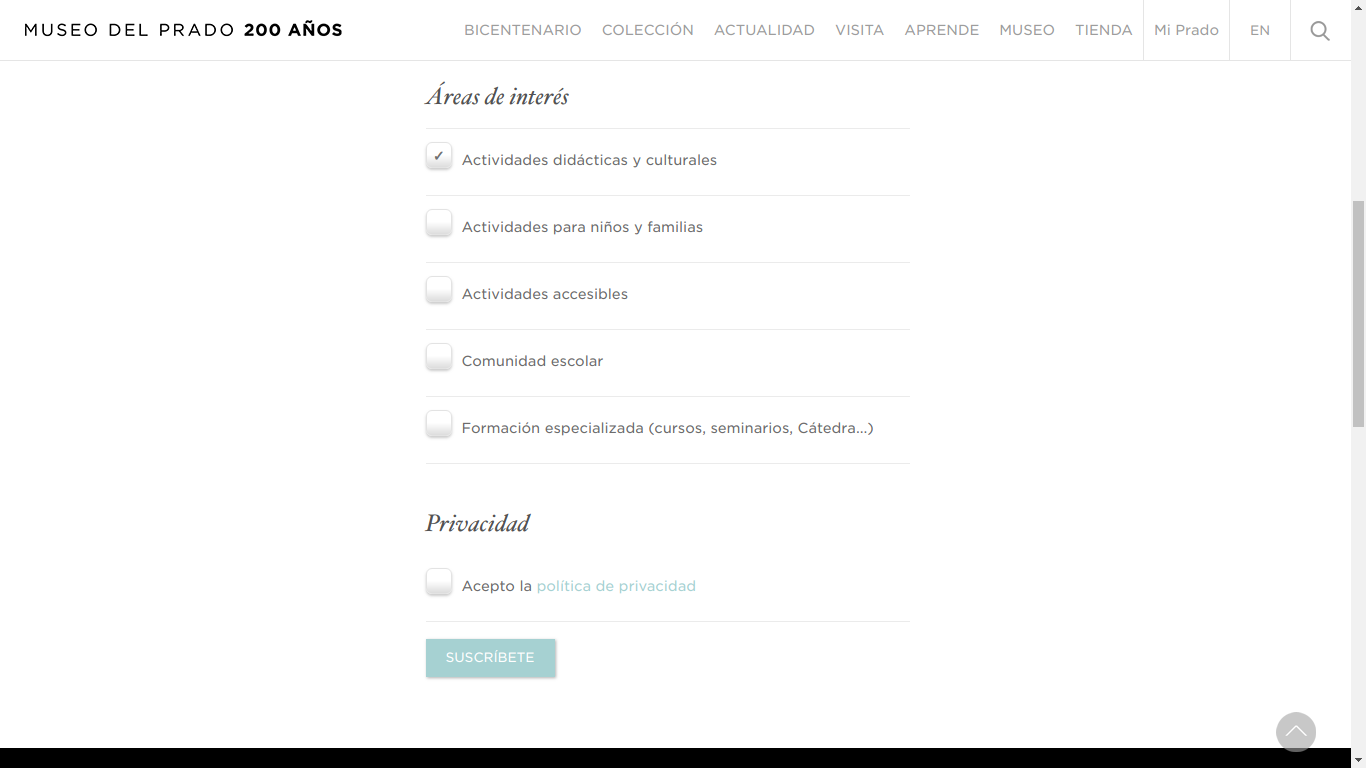 MUSEO DEL PRADO 200 AÑOS
BICENTENARIO COLECCIÓN ACTUALIDAD VISITA APRENDE MUSEO TIENDA Mi Prado EN
Áreas de interés
✓ Actividades didácticas y culturales
Actividades para niños y familias
Actividades accesibles
Comunidad escolar
Formación especializada (cursos, seminarios, Cátedra...)
Privacidad
Acepto la política de privacidad
SUSCRÍBETE